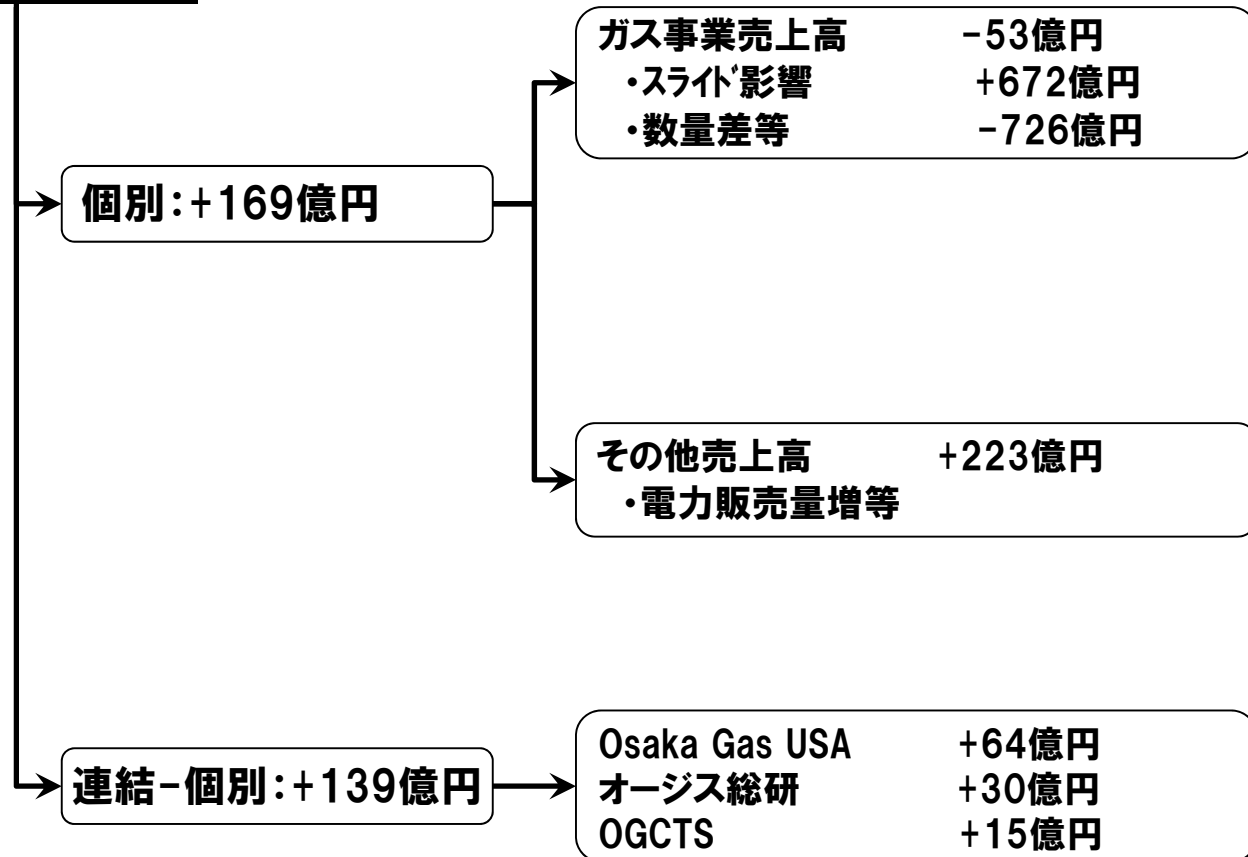 ガス事業売上高 -53億円
・スライド影響 +672億円
・数量差等 -726億円
個別:+169億円
その他売上高 +223億円
・電力販売量増等
連結-個別:+139億円
Osaka Gas USA +64億円
オージス総研 +30億円
OGCTS +15億円